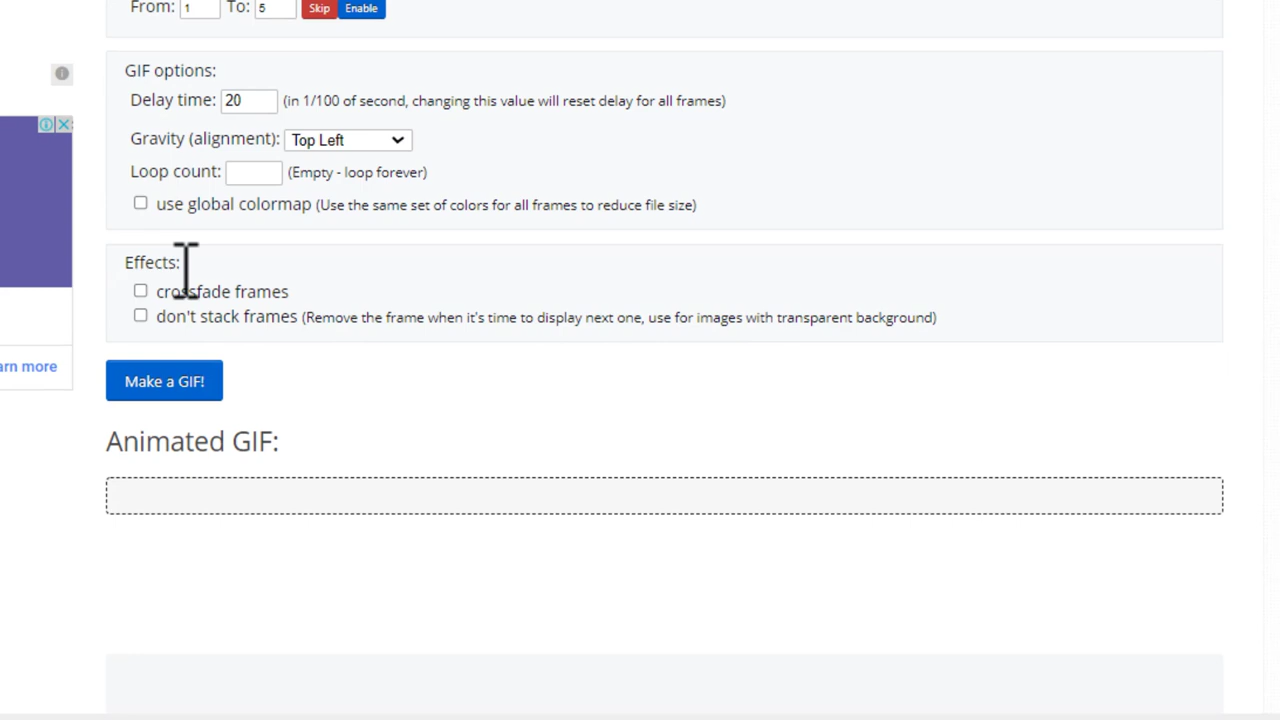 From: 1 To: 5 Skip Enable
GIF options:
Delay time: 20 (in 1/100 of second, changing this value will reset delay for all frames)
Gravity (alignment): Top Left
Loop count: (Empty - loop forever)
use global colormap (Use the same set of colors for all frames to reduce file size)
Effects:
crossfade frames
don't stack frames (Remove the frame when it's time to display next one, use for images with transparent background)
arn more
Make a GIF!
Animated GIF: